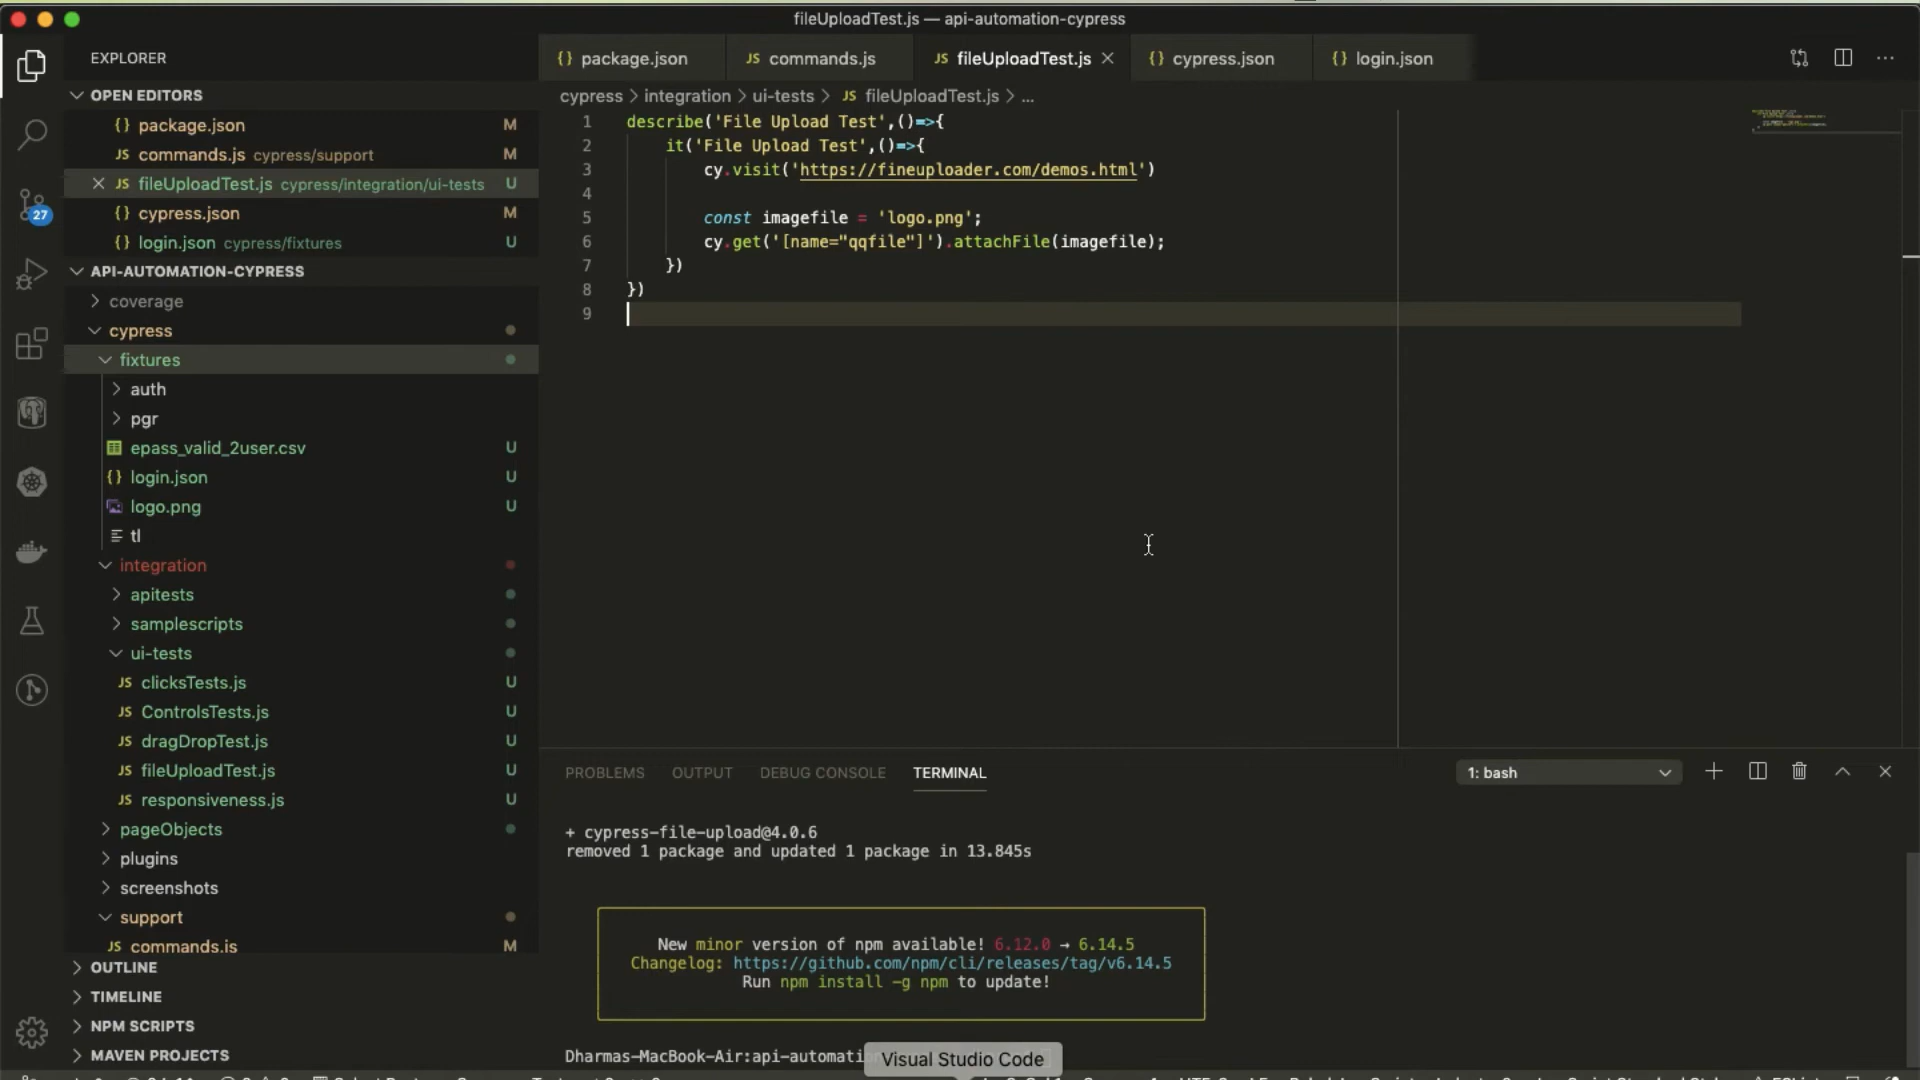 fileUploadTest.js — api-automation-cypress
EXPLORER
OPEN EDITORS
{} package.json M
JS commands.js cypress/support M
JS fileUploadTest.js cypress/integration/ui-tests U
{} cypress.json M
{} login.json cypress/fixtures U
API-AUTOMATION-CYPRESS
coverage
cypress
fixtures
auth
pgr
epass_valid_2user.csv U
{} login.json U
logo.png U
tl
integration
apitests
samplescripts
ui-tests
JS clicksTests.js U
JS ControlsTests.js U
JS dragDropTest.js U
JS fileUploadTest.js U
JS responsiveness.js U
pageObjects
plugins
screenshots
support
JS commands.js M
OUTLINE
TIMELINE
NPM SCRIPTS
MAVEN PROJECTS
27
{} package.json JS commands.js JS fileUploadTest.js {} cypress.json {} login.json
cypress > integration > ui-tests > JS fileUploadTest.js > ...
1 describe('File Upload Test',()=>{
2 it('File Upload Test',()=>{
3 cy.visit('https://fineuploader.com/demos.html')
4
5 const imagefile = 'logo.png';
6 cy.get('[name="qqfile"]').attachFile(imagefile);
7 })
8 })
9
PROBLEMS OUTPUT DEBUG CONSOLE TERMINAL 1: bash
+ cypress-file-upload@4.0.6
removed 1 package and updated 1 package in 13.845s
New minor version of npm available! 6.12.0 → 6.14.5
Changelog: https://github.com/npm/cli/releases/tag/v6.14.5
Run npm install -g npm to update!
Dharmas-MacBook-Air:api-automatio
Visual Studio Code